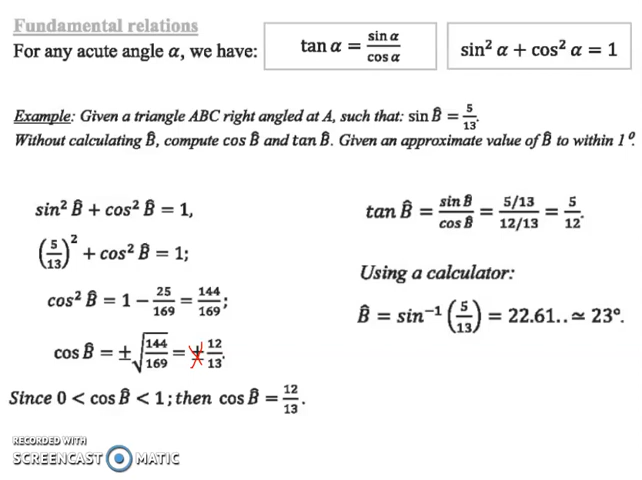 Fundamental relations
For any acute angle α, we have:
tan α = sin α / cos α
sin² α + cos² α = 1
Example: Given a triangle ABC right angled at A, such that: sin B̂ = 5/13.
Without calculating B̂, compute cos B̂ and tan B̂. Given an approximate value of B̂ to within 1°.
sin² B̂ + cos² B̂ = 1,
(5/13)² + cos² B̂ = 1;
cos² B̂ = 1 − 25/169 = 144/169;
cos B̂ = ±√(144/169) = ± 12/13.
Since 0 < cos B̂ < 1; then cos B̂ = 12/13.
tan B̂ = sin B̂ / cos B̂ = (5/13)/(12/13) = 5/12.
Using a calculator:
B̂ = sin⁻¹ (5/13) = 22.61.. ≃ 23°.
RECORDED WITH
SCREENCAST MATIC